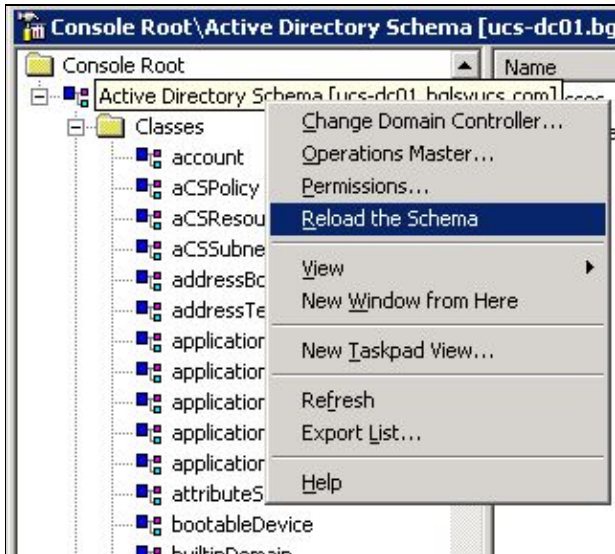 Console Root\Active Directory Schema [ucs-dc01.bg
Console Root
Name
Active Directory Schema [ucs-dc01.bglsvucs.com]
Classes
account
aCSPolicy
aCSResou
aCSSubne
addressBo
addressTe
application
application
application
application
application
attributeS
bootableDevice
builtinDomain
Change Domain Controller...
Operations Master...
Permissions...
Reload the Schema
View
New Window from Here
New Taskpad View...
Refresh
Export List...
Help